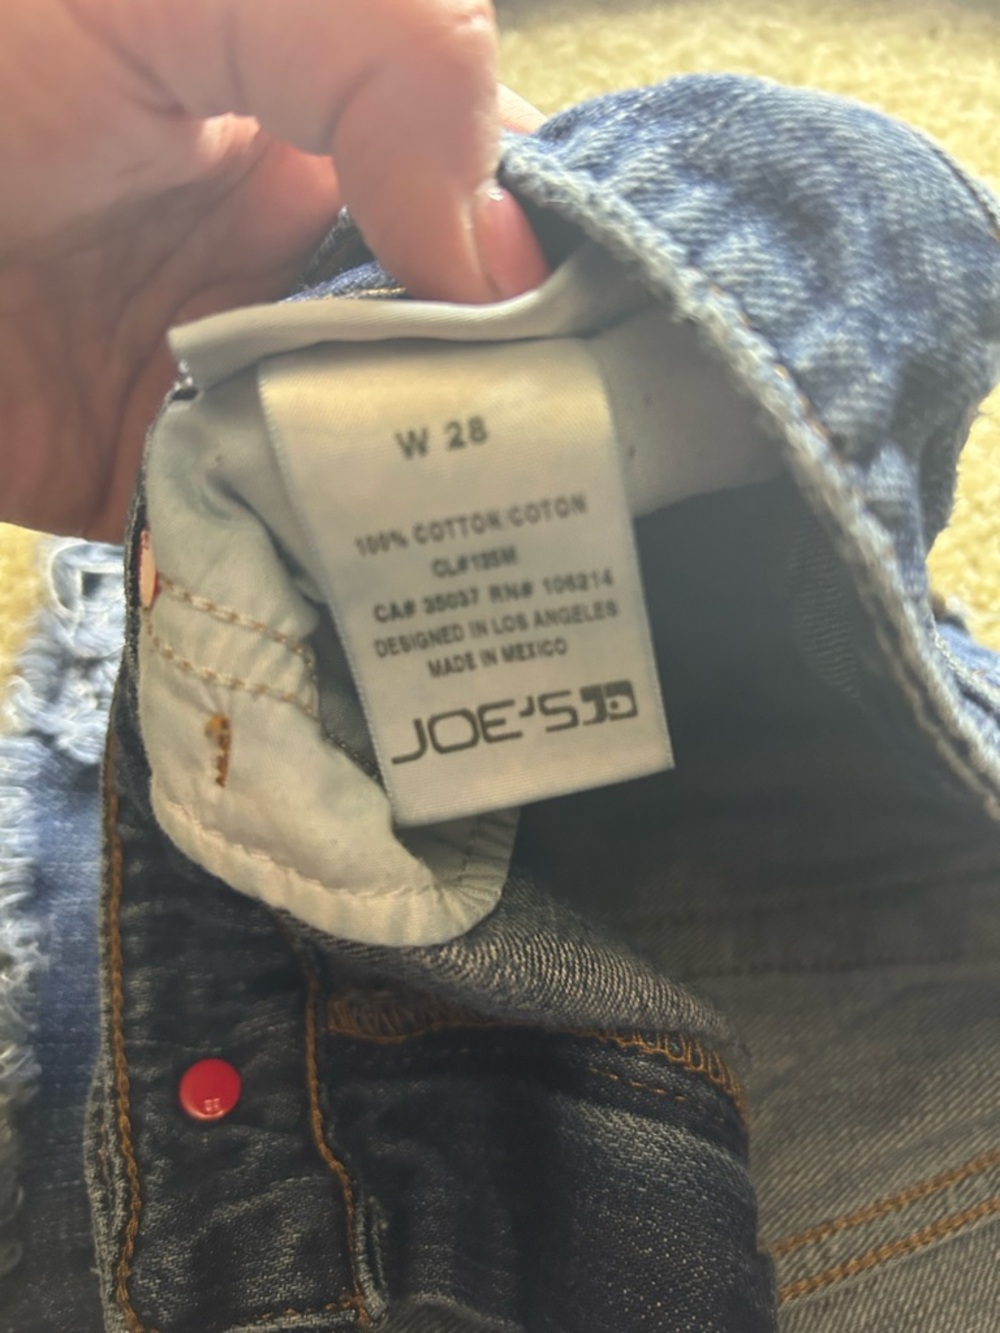 W 28
100% COTTON/COTON
CL#125M
CA# 35037 RN# 106214
DESIGNED IN LOS ANGELES
MADE IN MEXICO
JOE'S